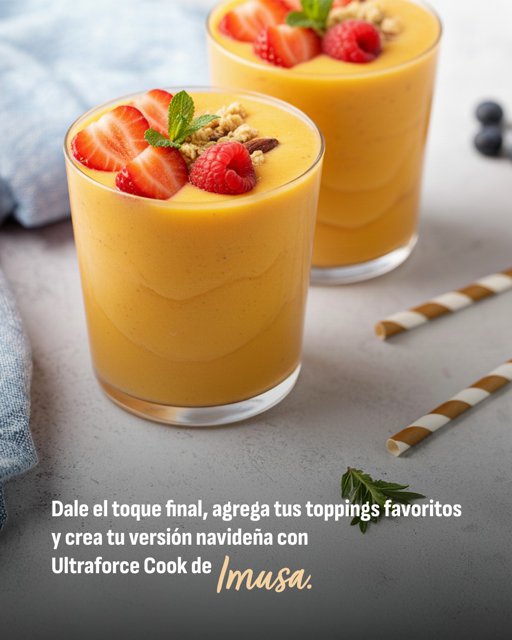 Dale el toque final, agrega tus toppings favoritos
y crea tu versión navideña con
Ultraforce Cook de Imusa.